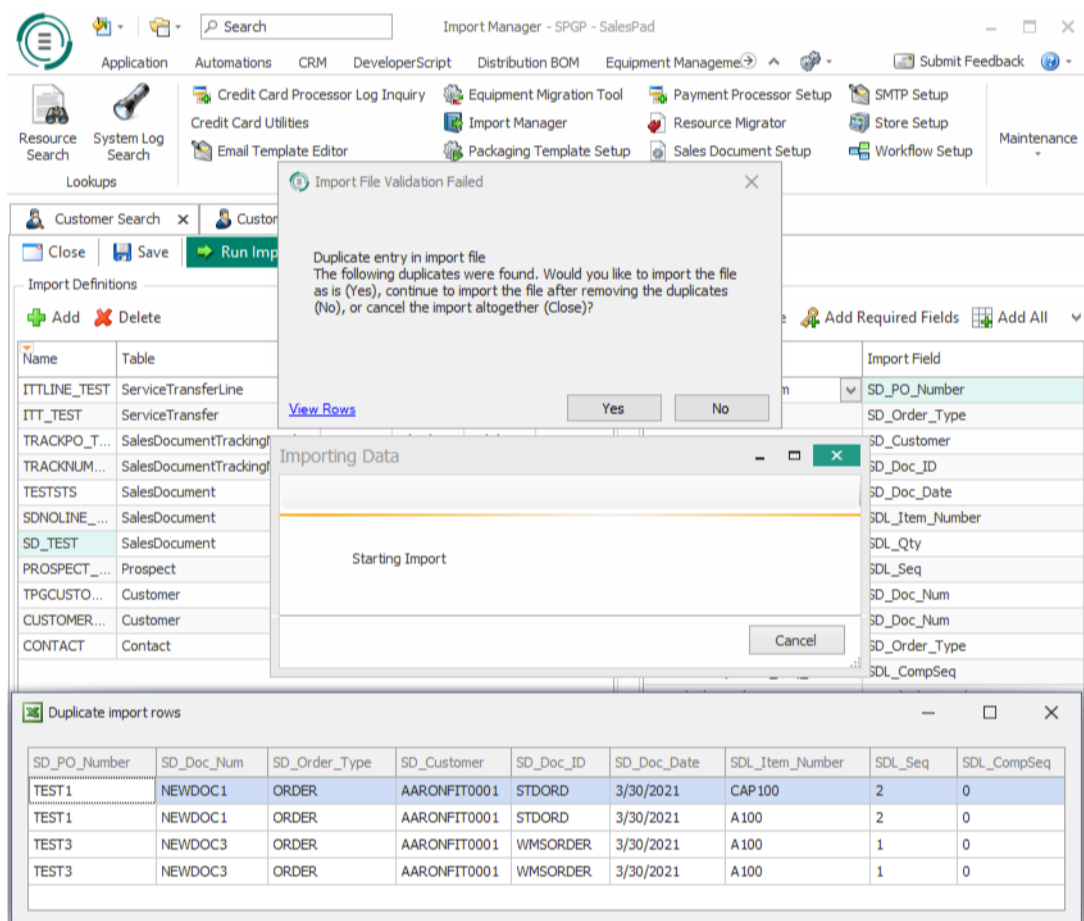 Search
Import Manager - SPGP - SalesPad
Application Automations CRM DeveloperScript Distribution BOM Equipment Manageme Submit Feedback
Credit Card Processor Log Inquiry Equipment Migration Tool Payment Processor Setup SMTP Setup
Resource Search System Log Search Credit Card Utilities Import Manager Resource Migrator Store Setup Maintenance
Email Template Editor Packaging Template Setup Sales Document Setup Workflow Setup
Lookups
Import File Validation Failed
Customer Search Custor
Close Save Run Imp
Duplicate entry in import file
The following duplicates were found. Would you like to import the file
as is (Yes), continue to import the file after removing the duplicates
(No), or cancel the import altogether (Close)?
View Rows Yes No
Import Definitions
Add Delete Add Required Fields Add All
Name Table Import Field
ITTLINE_TEST ServiceTransferLine SD_PO_Number
ITT_TEST ServiceTransfer SD_Order_Type
TRACKPO_T... SalesDocumentTracking SD_Customer
TRACKNUM... SalesDocumentTracking SD_Doc_ID
TESTSTS SalesDocument SD_Doc_Date
SDNOLINE_... SalesDocument SDL_Item_Number
SD_TEST SalesDocument SDL_Qty
PROSPECT_... Prospect SDL_Seq
TPGCUSTO... Customer SD_Doc_Num
CUSTOMER... Customer SD_Doc_Num
CONTACT Contact SD_Order_Type
SDL_CompSeq
Importing Data
Starting Import
Cancel
Duplicate import rows
SD_PO_Number SD_Doc_Num SD_Order_Type SD_Customer SD_Doc_ID SD_Doc_Date SDL_Item_Number SDL_Seq SDL_CompSeq
TEST1 NEWDOC1 ORDER AARONFIT0001 STDORD 3/30/2021 CAP100 2 0
TEST1 NEWDOC1 ORDER AARONFIT0001 STDORD 3/30/2021 A100 2 0
TEST3 NEWDOC3 ORDER AARONFIT0001 WMSORDER 3/30/2021 A100 1 0
TEST3 NEWDOC3 ORDER AARONFIT0001 WMSORDER 3/30/2021 A100 1 0